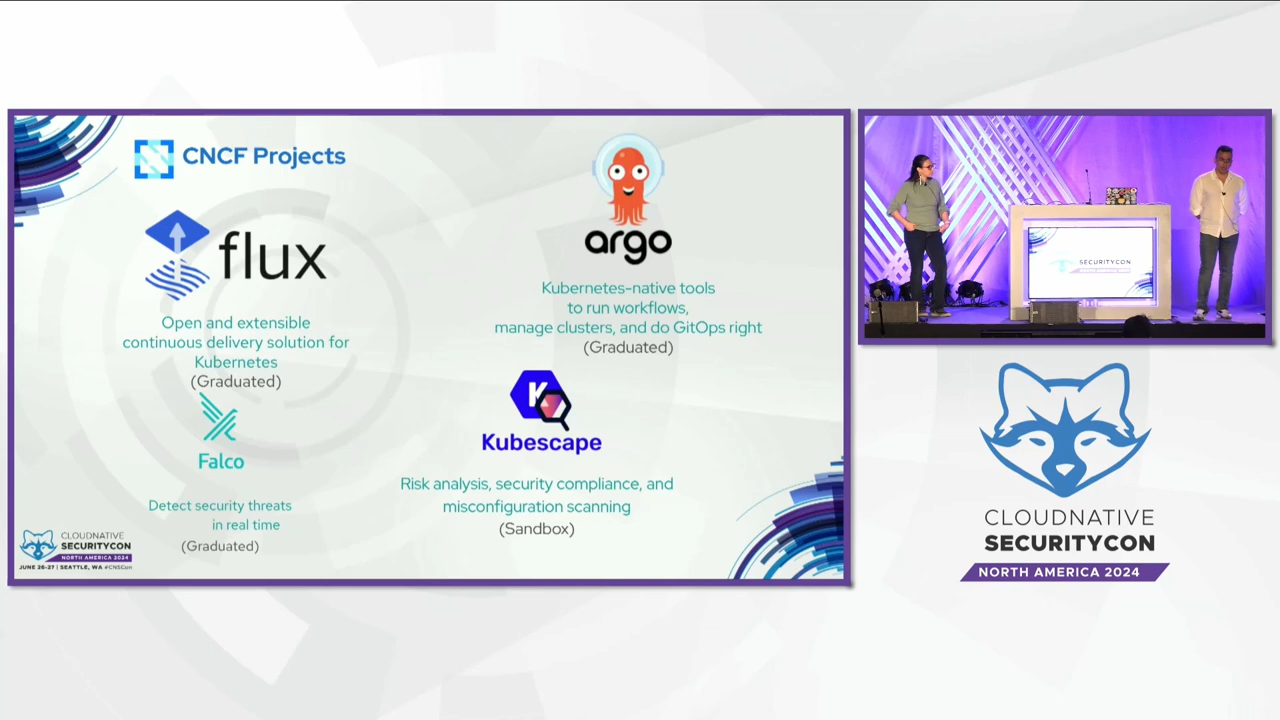 CNCF Projects
flux
Open and extensible
continuous delivery solution for
Kubernetes
(Graduated)
argo
Kubernetes-native tools
to run workflows,
manage clusters, and do GitOps right
(Graduated)
Falco
Detect security threats
in real time
(Graduated)
Kubescape
Risk analysis, security compliance, and
misconfiguration scanning
(Sandbox)
CLOUDNATIVE
SECURITYCON
NORTH AMERICA 2024
JUNE 26-27 | SEATTLE, WA #CNSCon
SECURITYCON
CLOUDNATIVE
SECURITYCON
NORTH AMERICA 2024